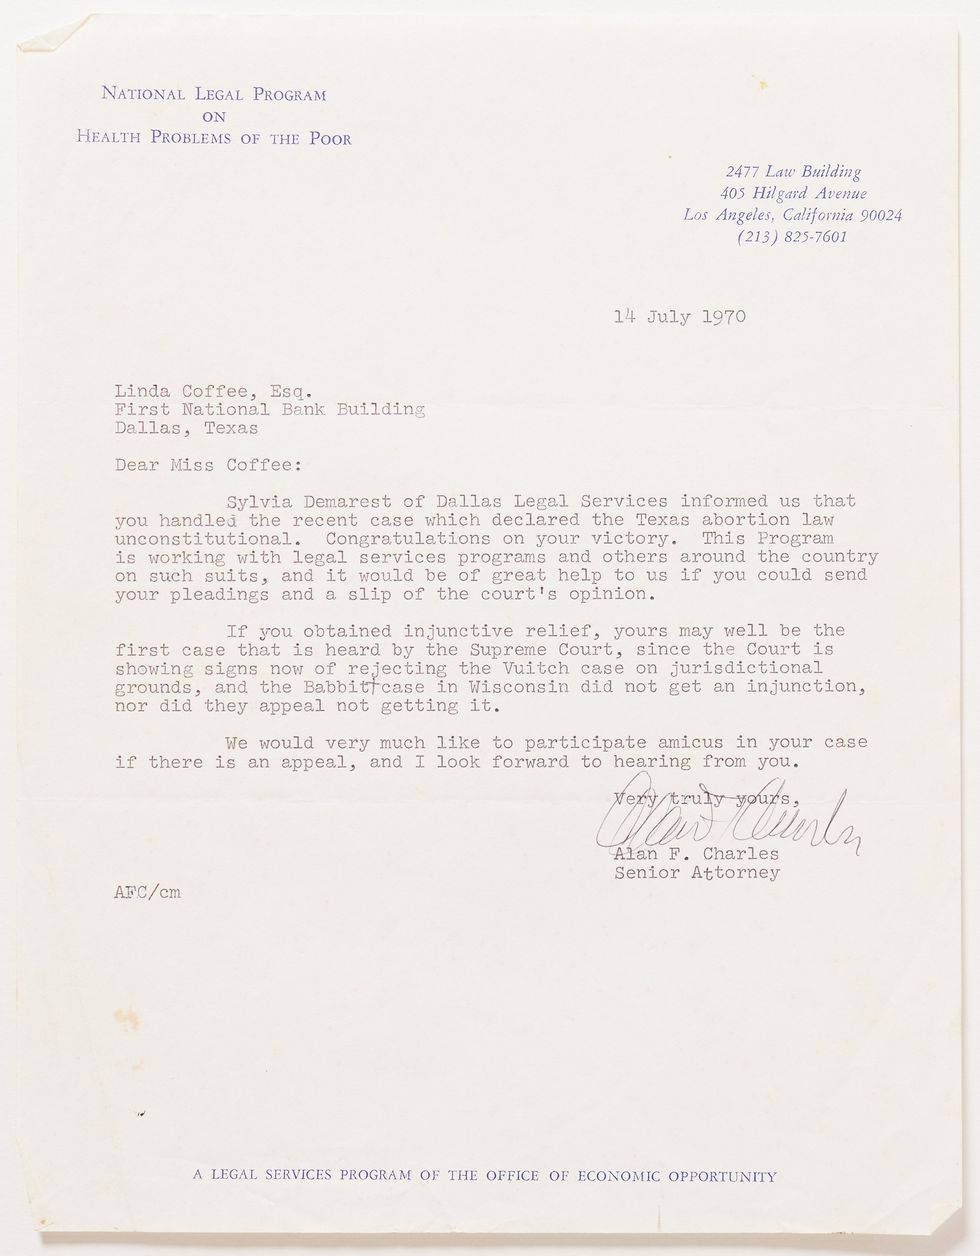 NATIONAL LEGAL PROGRAM
ON
HEALTH PROBLEMS OF THE POOR
2477 Law Building
405 Hilgard Avenue
Los Angeles, California 90024
(213) 825-7601
14 July 1970
Linda Coffee, Esq.
First National Bank Building
Dallas, Texas
Dear Miss Coffee:
Sylvia Demarest of Dallas Legal Services informed us that
you handled the recent case which declared the Texas abortion law
unconstitutional. Congratulations on your victory. This Program
is working with legal services programs and others around the country
on such suits, and it would be of great help to us if you could send
your pleadings and a slip of the court's opinion.
If you obtained injunctive relief, yours may well be the
first case that is heard by the Supreme Court, since the Court is
showing signs now of rejecting the Vuitch case on jurisdictional
grounds, and the Babbitt case in Wisconsin did not get an injunction,
nor did they appeal not getting it.
We would very much like to participate amicus in your case
if there is an appeal, and I look forward to hearing from you.
Very truly yours,
Alan F. Charles
Alan F. Charles
Senior Attorney
AFC/cm
A LEGAL SERVICES PROGRAM OF THE OFFICE OF ECONOMIC OPPORTUNITY